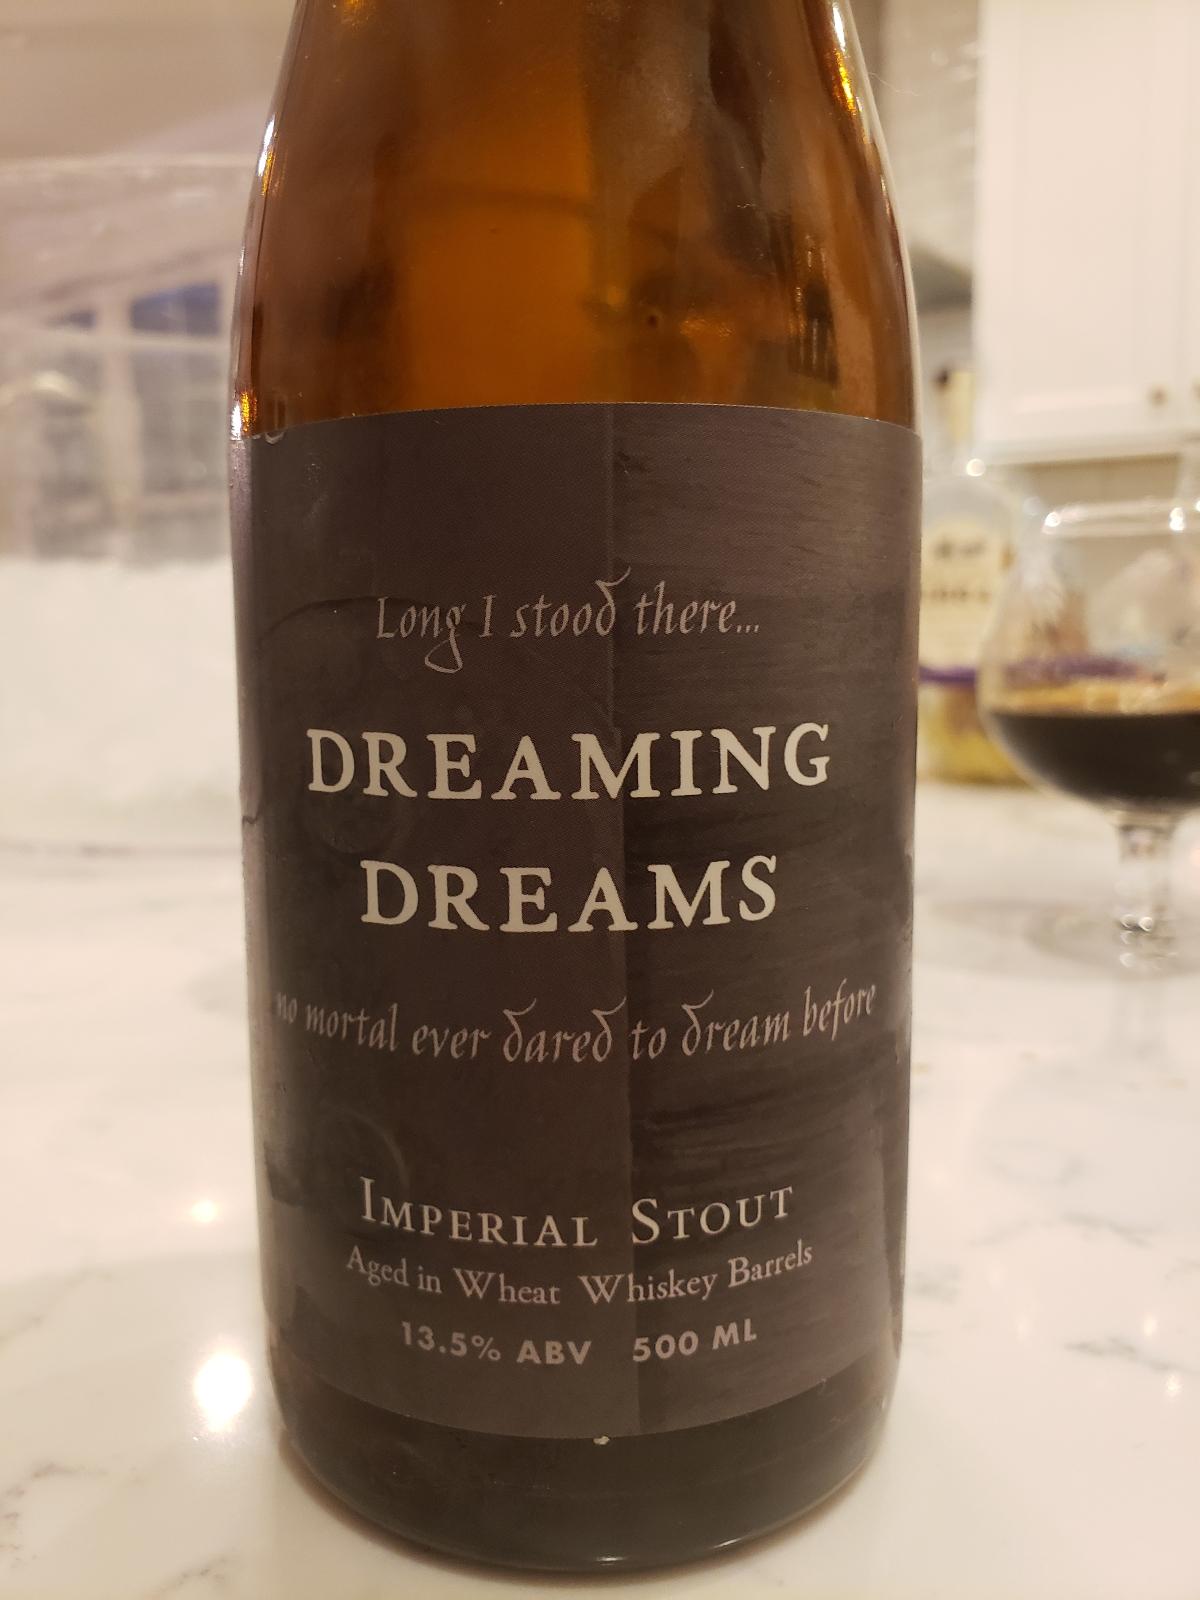 Long I stood there...
DREAMING
DREAMS
no mortal ever dared to dream before
IMPERIAL STOUT
Aged in Wheat Whiskey Barrels
13.5% ABV 500 ML